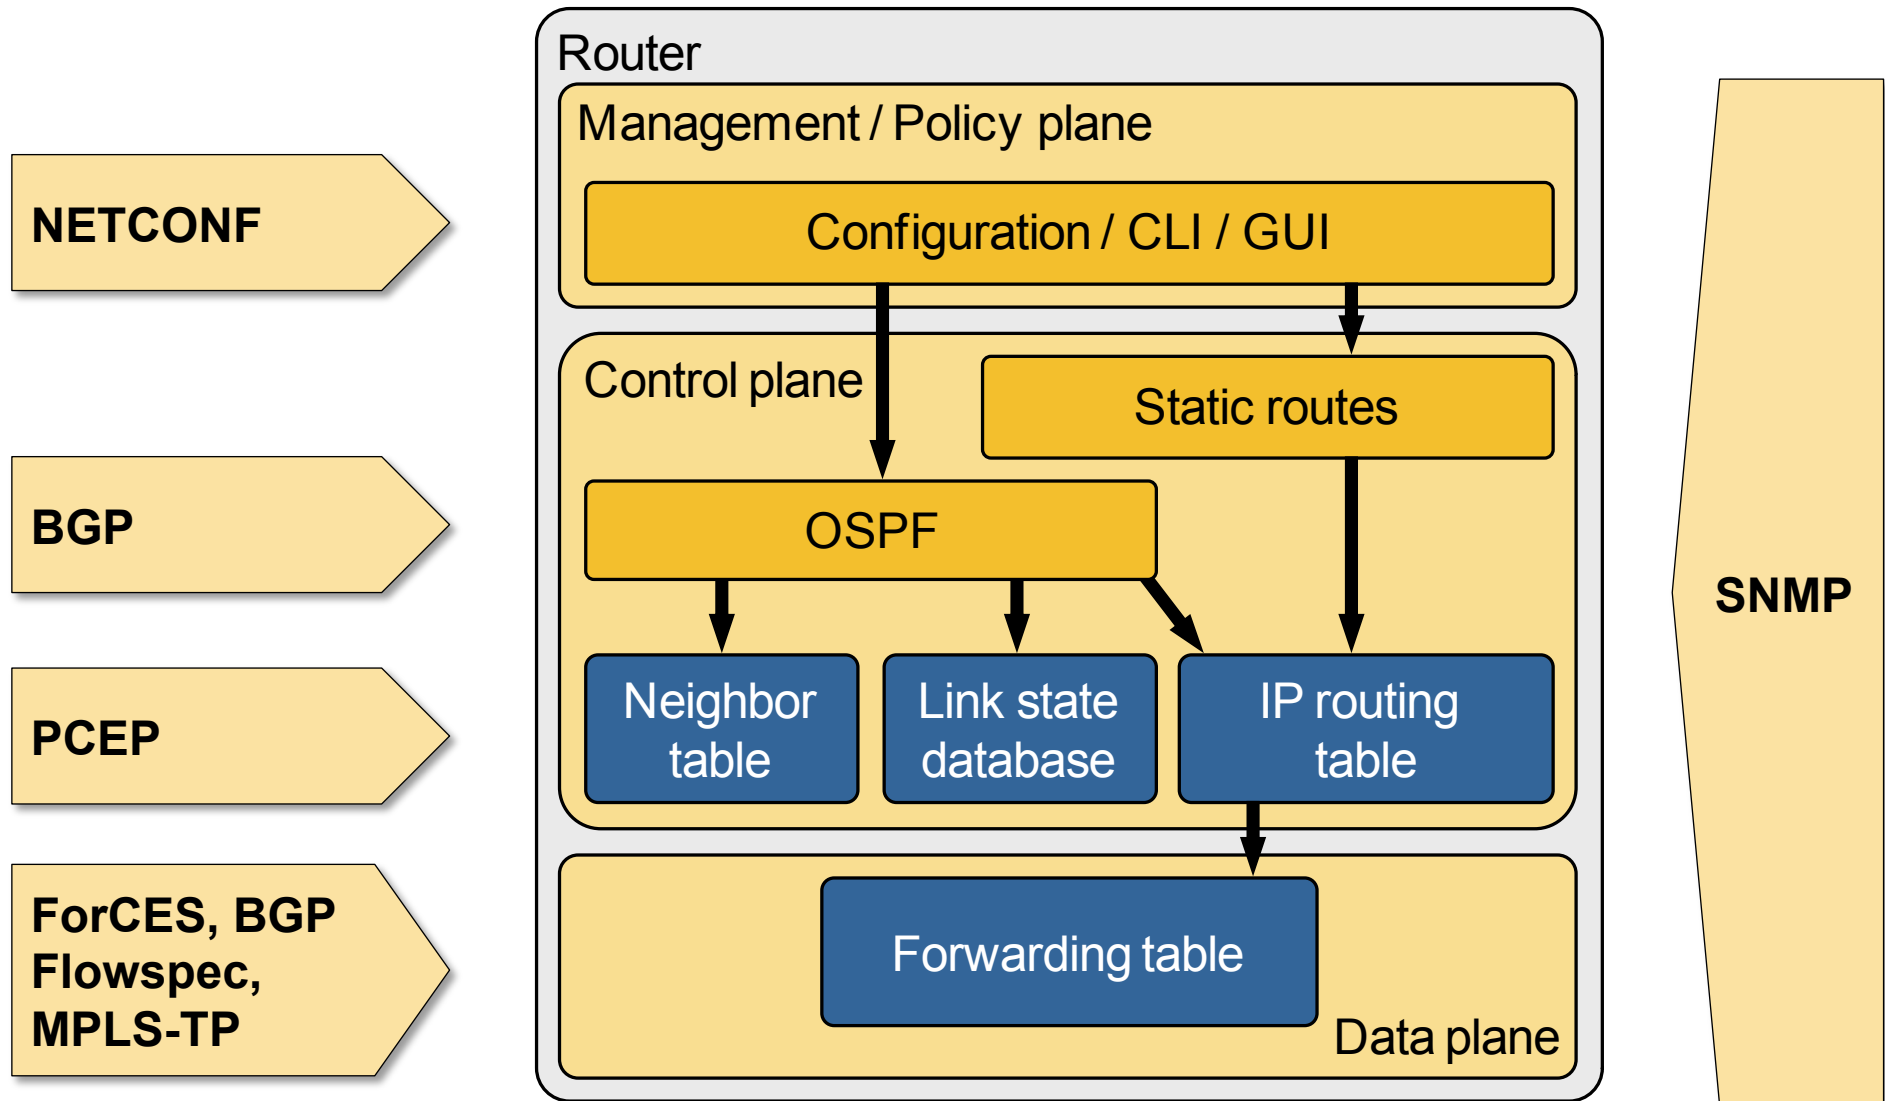 Router
Management / Policy plane
Configuration / CLI / GUI
Control plane
Static routes
OSPF
Neighbor
table
Link state
database
IP routing
table
Forwarding table
Data plane
NETCONF
BGP
PCEP
ForCES, BGP
Flowspec,
MPLS-TP
SNMP